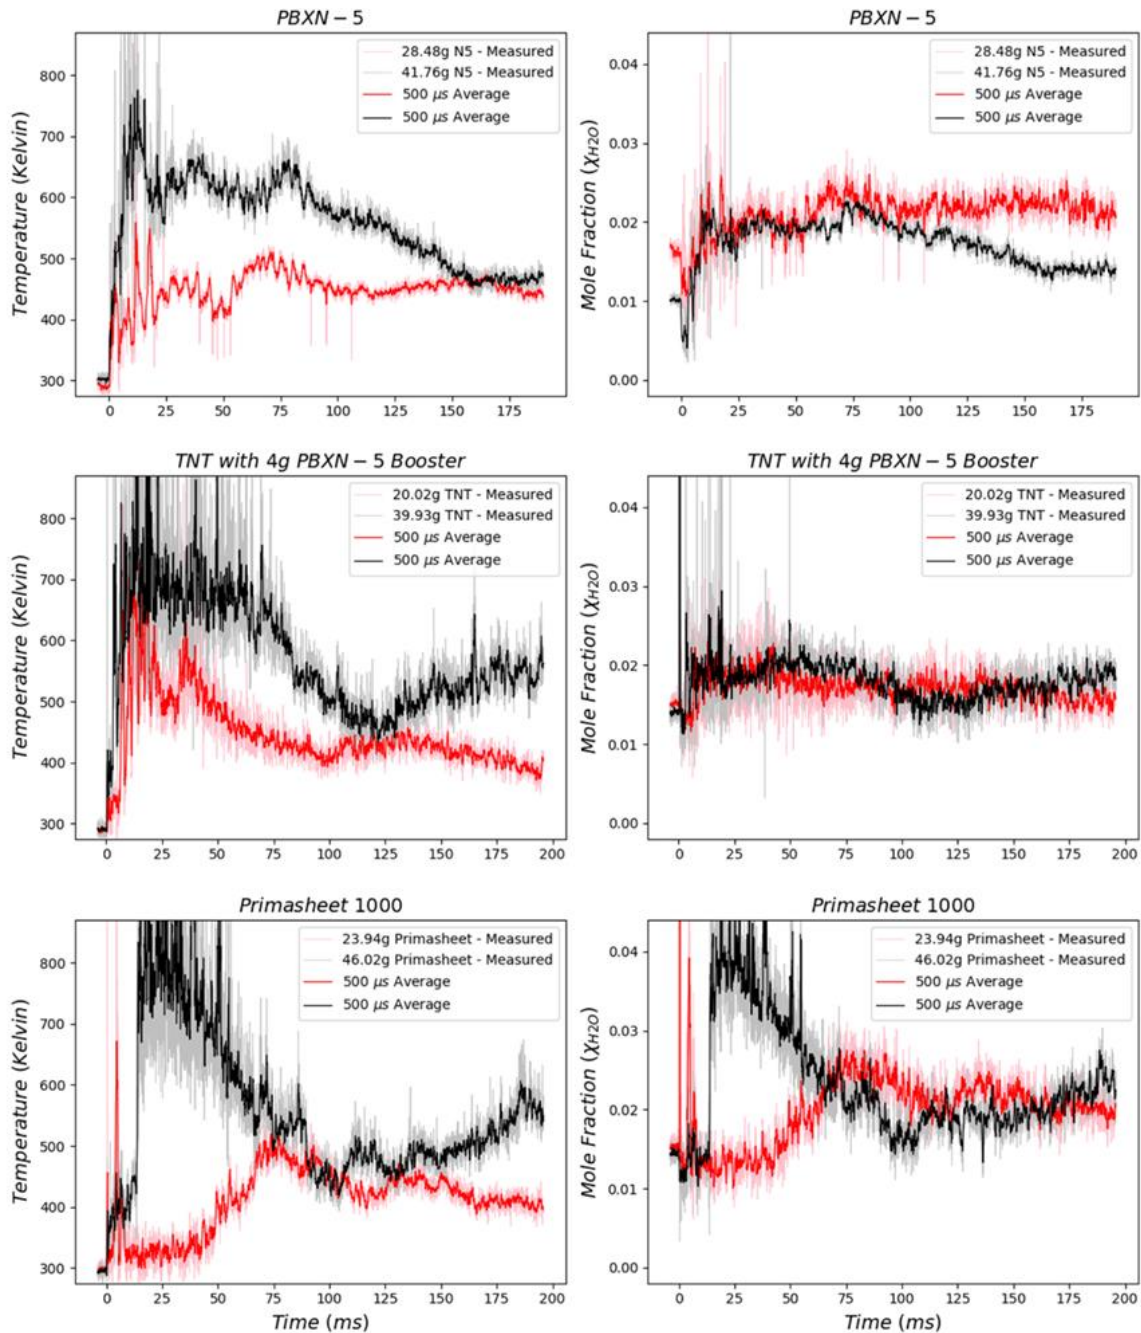 PBXN – 5
28.48g N5 - Measured
41.76g N5 - Measured
500 μs Average
500 μs Average
Temperature (Kelvin)
800
700
600
500
400
300
0 25 50 75 100 125 150 175
PBXN – 5
28.48g N5 - Measured
41.76g N5 - Measured
500 μs Average
500 μs Average
Mole Fraction (χH2O)
0.04
0.03
0.02
0.01
0.00
0 25 50 75 100 125 150 175
TNT with 4g PBXN – 5 Booster
20.02g TNT - Measured
39.93g TNT - Measured
500 μs Average
500 μs Average
Temperature (Kelvin)
800
700
600
500
400
300
0 25 50 75 100 125 150 175 200
TNT with 4g PBXN – 5 Booster
20.02g TNT - Measured
39.93g TNT - Measured
500 μs Average
500 μs Average
Mole Fraction (χH2O)
0.04
0.03
0.02
0.01
0.00
0 25 50 75 100 125 150 175 200
Primasheet 1000
23.94g Primasheet - Measured
46.02g Primasheet - Measured
500 μs Average
500 μs Average
Temperature (Kelvin)
800
700
600
500
400
300
0 25 50 75 100 125 150 175 200
Time (ms)
Primasheet 1000
23.94g Primasheet - Measured
46.02g Primasheet - Measured
500 μs Average
500 μs Average
Mole Fraction (χH2O)
0.04
0.03
0.02
0.01
0.00
0 25 50 75 100 125 150 175 200
Time (ms)